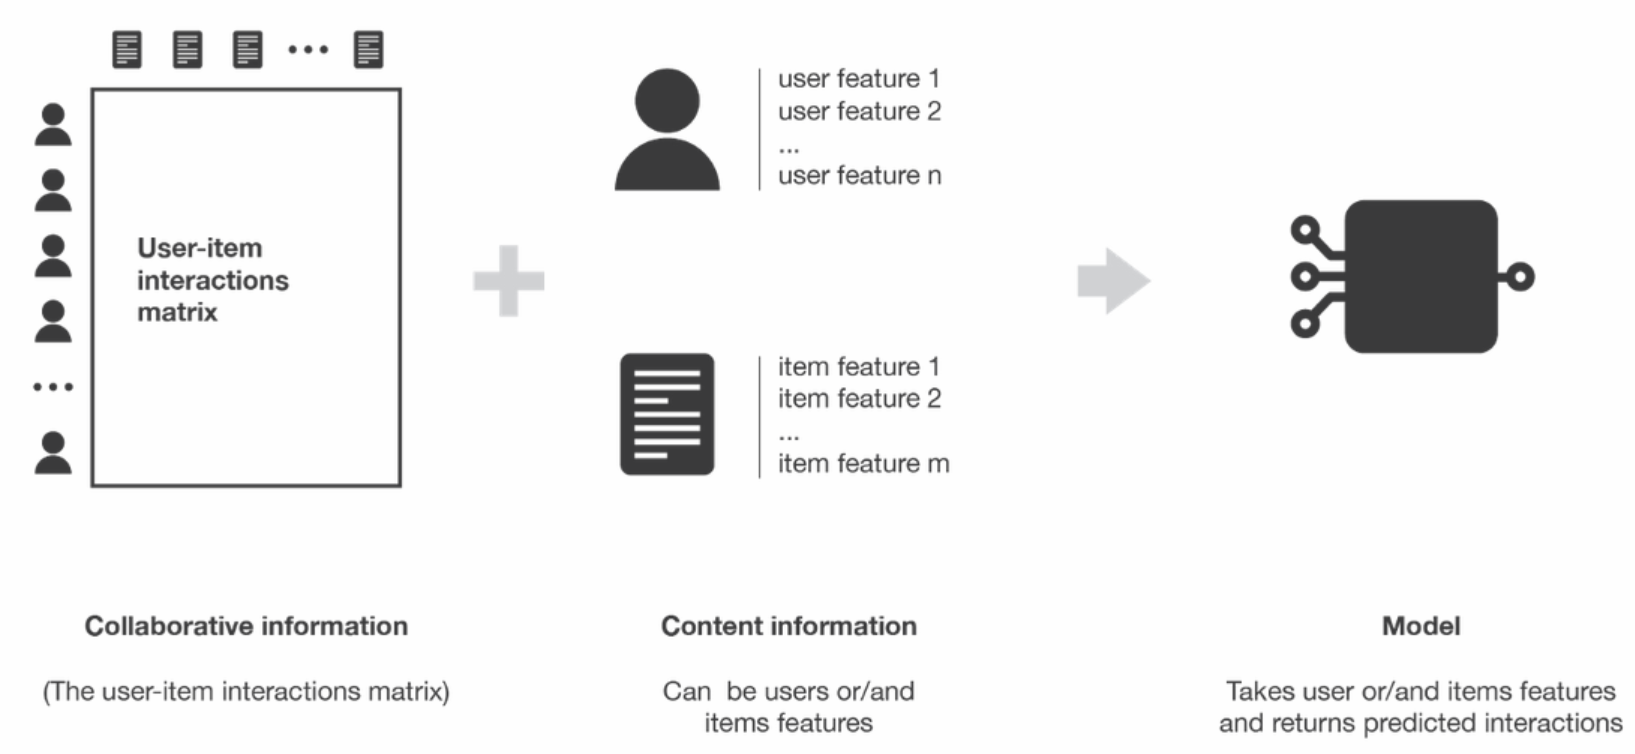 User-item
interactions
matrix
user feature 1
user feature 2
...
user feature n
item feature 1
item feature 2
...
item feature m
Collaborative information
(The user-item interactions matrix)
Content information
Can be users or/and
items features
Model
Takes user or/and items features
and returns predicted interactions